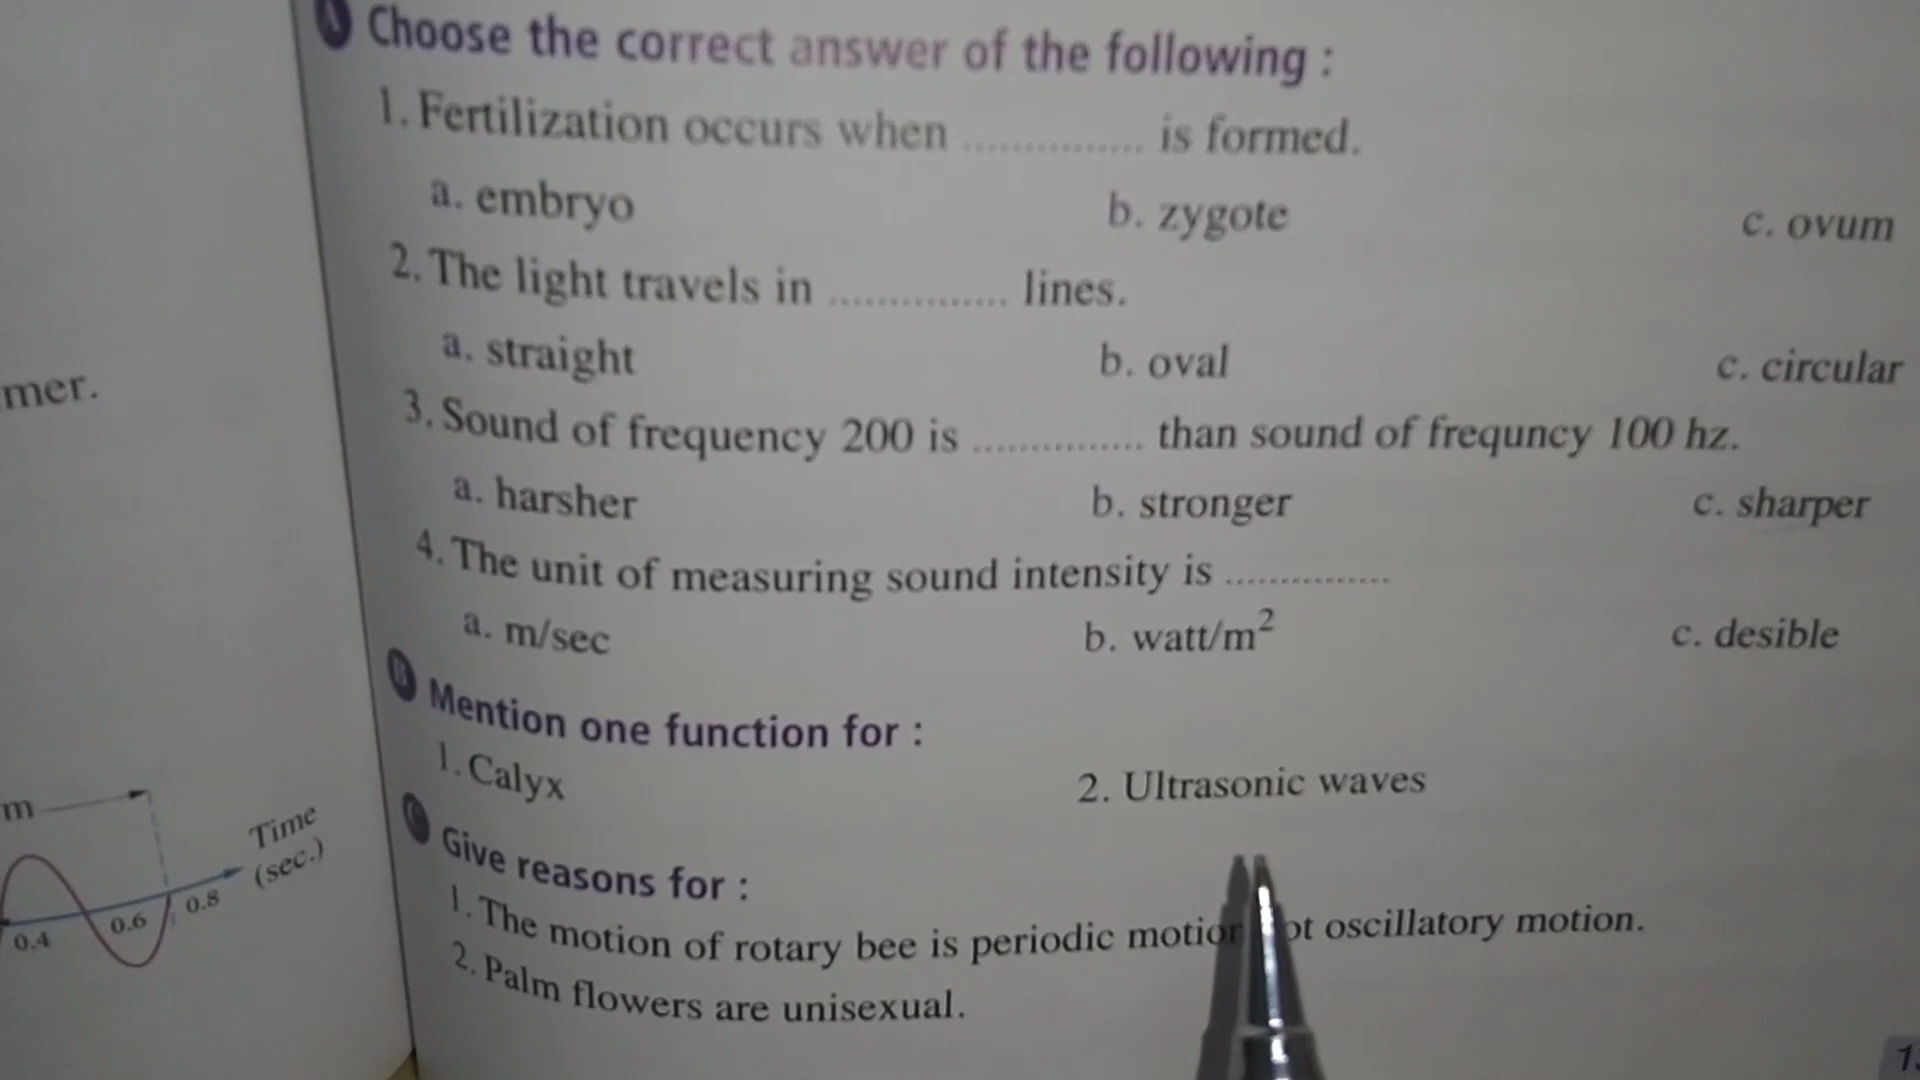 A Choose the correct answer of the following :
1. Fertilization occurs when ............... is formed.
a. embryo b. zygote c. ovum
2. The light travels in ............... lines.
a. straight b. oval c. circular
3. Sound of frequency 200 is ............... than sound of frequncy 100 hz.
a. harsher b. stronger c. sharper
4. The unit of measuring sound intensity is ...............
a. m/sec b. watt/m² c. desible
B Mention one function for :
1. Calyx 2. Ultrasonic waves
C Give reasons for :
1. The motion of rotary bee is periodic oscillatory motion.
2. Palm flowers are unisexual.
mer.
m
Time
(sec.)
0.4 0.6 0.8